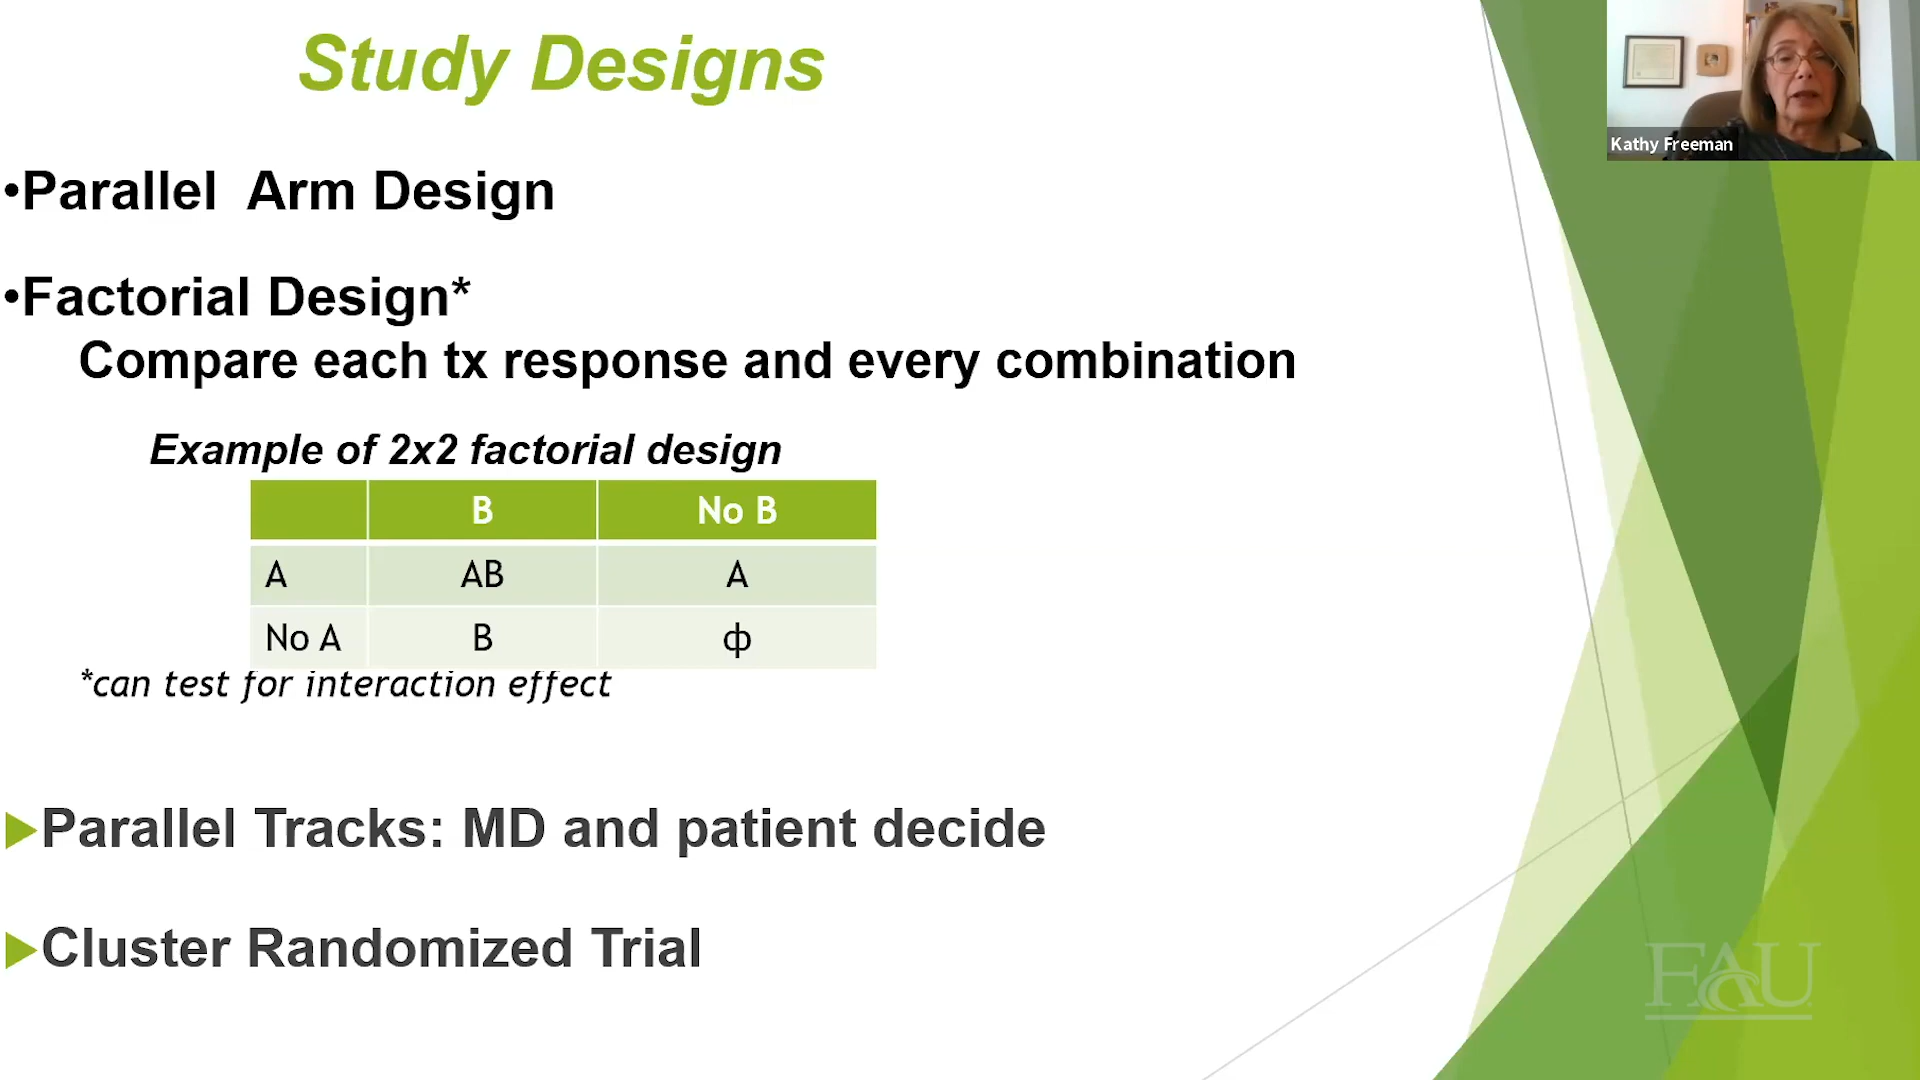 Study Designs
Kathy Freeman
•Parallel Arm Design
•Factorial Design*
Compare each tx response and every combination
Example of 2x2 factorial design
B No B
A AB A
No A B ф
*can test for interaction effect
Parallel Tracks: MD and patient decide
Cluster Randomized Trial
FAU